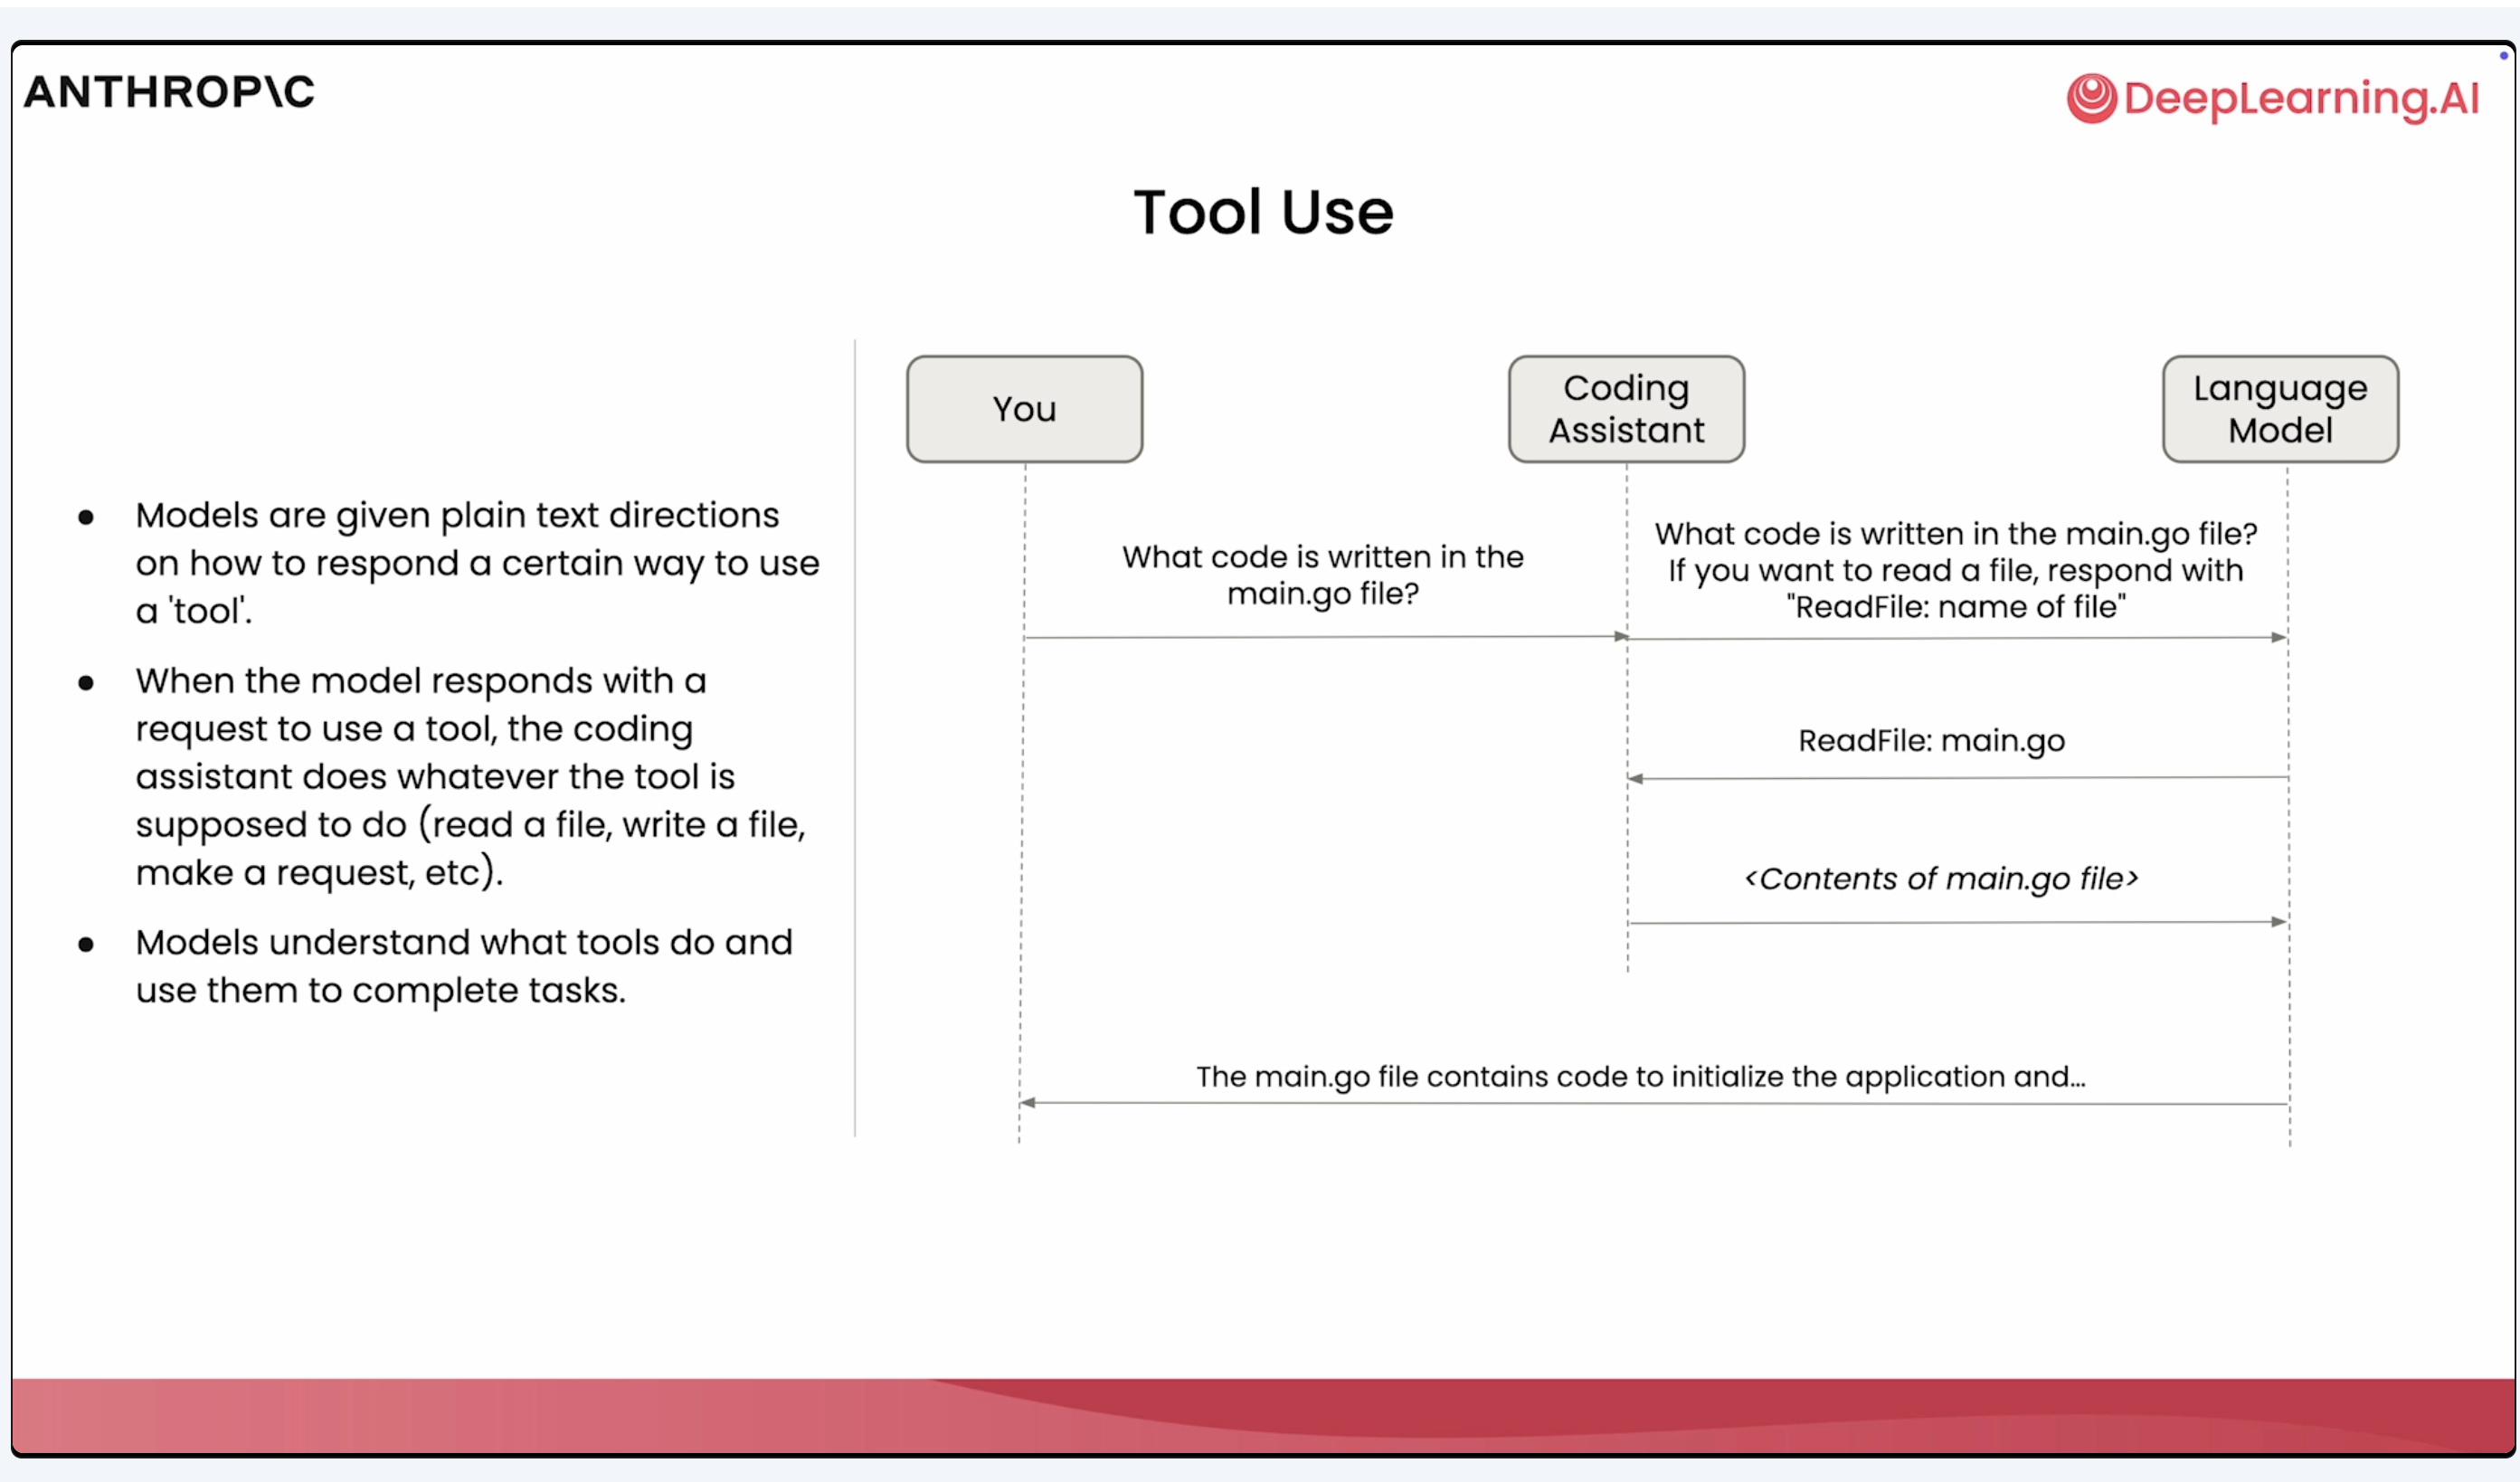 ANTHROP\C
DeepLearning.AI
Tool Use
● Models are given plain text directions
on how to respond a certain way to use
a 'tool'.
● When the model responds with a
request to use a tool, the coding
assistant does whatever the tool is
supposed to do (read a file, write a file,
make a request, etc).
● Models understand what tools do and
use them to complete tasks.
You
Coding
Assistant
Language
Model
What code is written in the
main.go file?
What code is written in the main.go file?
If you want to read a file, respond with
"ReadFile: name of file"
ReadFile: main.go
<Contents of main.go file>
The main.go file contains code to initialize the application and...